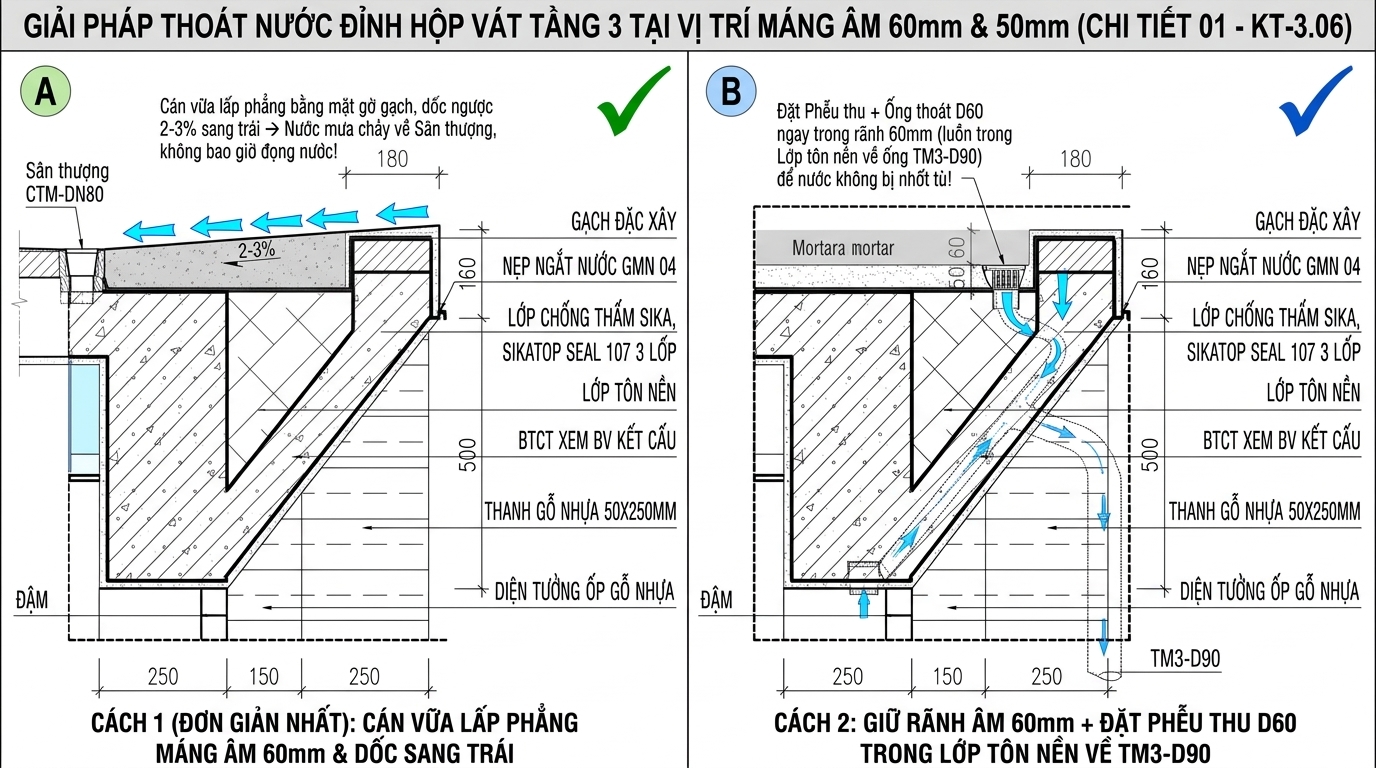 GIẢI PHÁP THOÁT NƯỚC ĐỈNH HỘP VÁT TẦNG 3 TẠI VỊ TRÍ MÁNG ÂM 60mm & 50mm (CHI TIẾT 01 - KT-3.06)
A
Cán vữa lấp phẳng bằng mặt gờ gạch, dốc ngược
2-3% sang trái → Nước mưa chảy về Sân thượng,
không bao giờ đọng nước!
180
Sân thượng
CTM-DN80
2-3%
GẠCH ĐẶC XÂY
NẸP NGẮT NƯỚC GMN 04
160
LỚP CHỐNG THẤM SIKA,
SIKATOP SEAL 107 3 LỐP
LỚP TÔN NỀN
BTCT XEM BV KẾT CẤU
500
THANH GỖ NHỰA 50X250MM
DIỆN TƯỞNG ỐP GỖ NHỰA
ĐẬM
250
150
250
CÁCH 1 (ĐƠN GIẢN NHẤT): CÁN VỮA LẤP PHẲNG
MÁNG ÂM 60mm & DỐC SANG TRÁI
B
Đặt Phễu thu + Ống thoát D60
ngay trong rãnh 60mm (luồn trong
Lớp tôn nền về ống TM3-D90)
để nước không bị nhốt tù!
180
Mortara mortar
60
50
GẠCH ĐẶC XÂY
NẸP NGẮT NƯỚC GMN 04
160
LỚP CHỐNG THẤM SIKA,
SIKATOP SEAL 107 3 LỐP
LỚP TÔN NỀN
BTCT XEM BV KẾT CẤU
500
THANH GỖ NHỰA 50X250MM
DIỆN TƯỞNG ỐP GỖ NHỰA
ĐẬM
TM3-D90
250
150
250
CÁCH 2: GIỮ RÃNH ÂM 60mm + ĐẶT PHỄU THU D60
TRONG LỚP TÔN NỀN VỀ TM3-D90